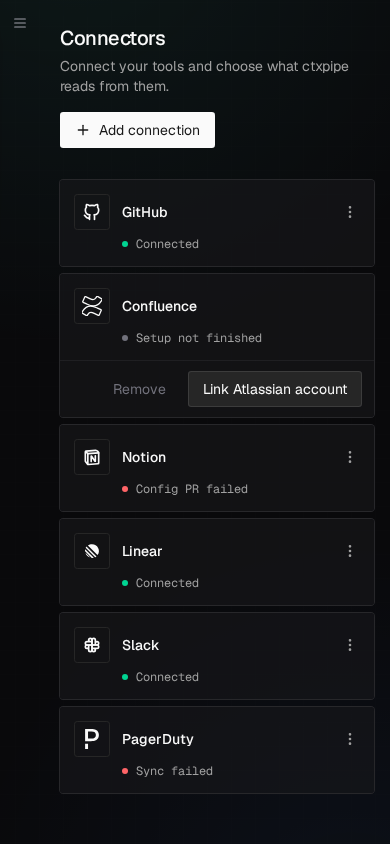 Connectors
Connect your tools and choose what ctxpipe
reads from them.
Add connection
GitHub
Connected
Confluence
Setup not finished
Remove
Link Atlassian account
Notion
Config PR failed
Linear
Connected
Slack
Connected
PagerDuty
Sync failed